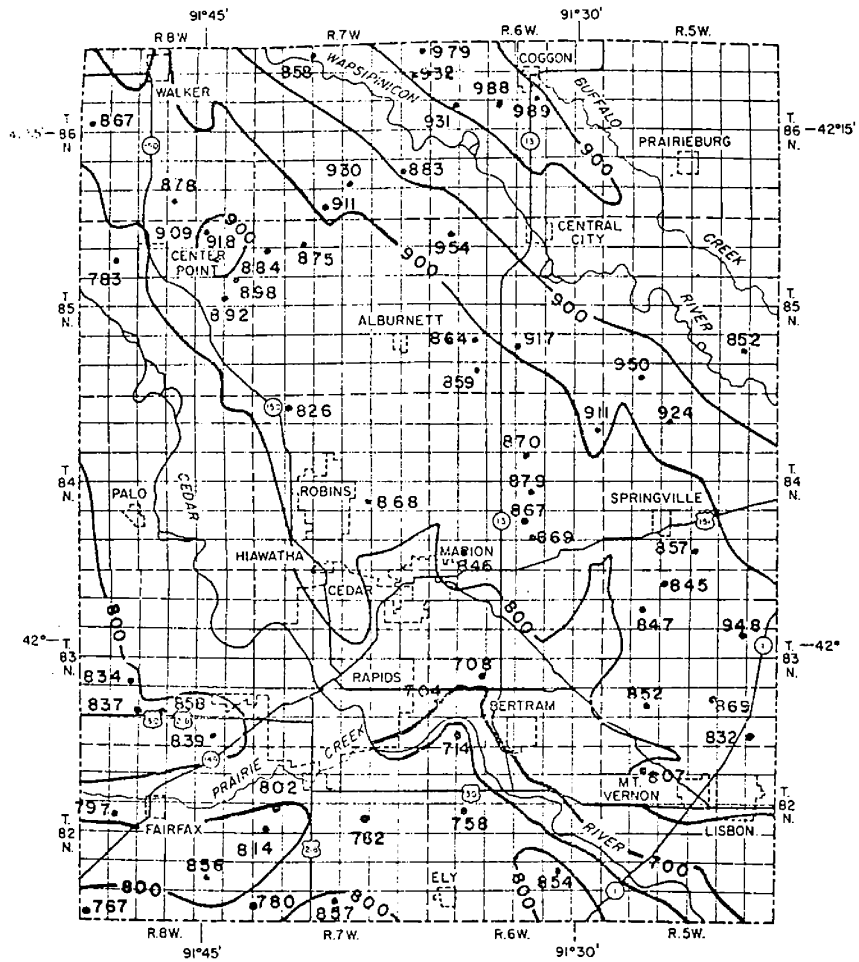 91°45'
91°30'
R.8W
R.7W
R.6W.
R.5W.
979
COGGON
858
WAPSIPINICON
932
988
BUFFALO
WALKER
989
931
867
T. 86 N.
T. 86 N.
42°15'
13
PRAIRIEBURG
900
930
883
878
911
CENTRAL CITY
909
918
900
954
CREEK
CENTER POINT
884
875
900
783
898
RIVER
T. 85 N.
T. 85 N.
892
900
ALBURNETT
864
917
852
859
950
826
911
924
870
T. 84 N.
T. 84 N.
CEDAR
879
PALO
ROBINS
868
867
SPRINGVILLE
13
151
869
HIAWATHA
MARION
846
857
CEDAR
845
800
800
847
948
42°
T. 83 N.
T. 83 N.
42°
1
708
834
RAPIDS
704
852
869
837
858
BERTRAM
30
832
839
714
CREEK
PRAIRIE
807
802
MT. VERNON
30
797
T. 82 N.
T. 82 N.
FAIRFAX
782
758
LISBON
814
RIVER
700
856
854
ELY
800
800
1
767
780
857
800
R.8W.
R.7W.
R.6W.
R.5W.
91°45'
91°30'